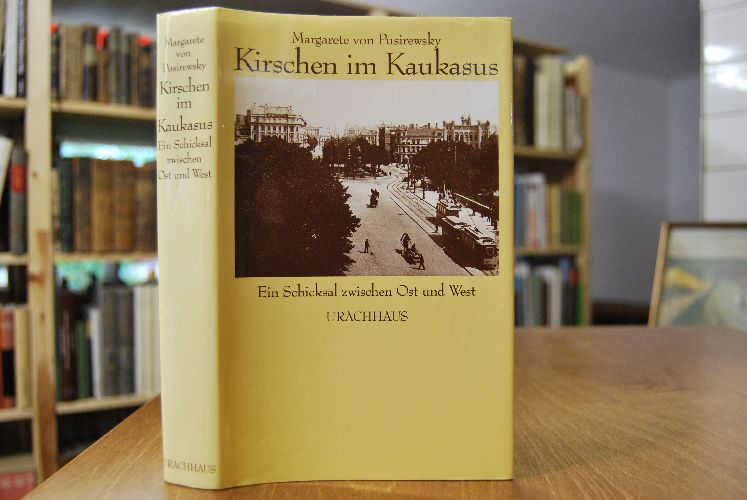 Margarete
von
Pusirewsky
Kirschen
im
Kaukasus
Ein Schicksal
zwischen
Ost und West
URACHHAUS
Margarete von Pusirewsky
Kirschen im Kaukasus
Ein Schicksal zwischen Ost und West
URACHHAUS